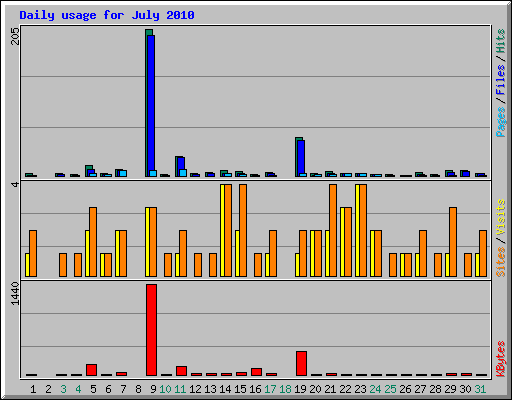 Daily usage for July 2010
205
Pages / Files / Hits
4
Sites / Visits
1440
KBytes
1 2 3 4 5 6 7 8 9 10 11 12 13 14 15 16 17 18 19 20 21 22 23 24 25 26 27 28 29 30 31